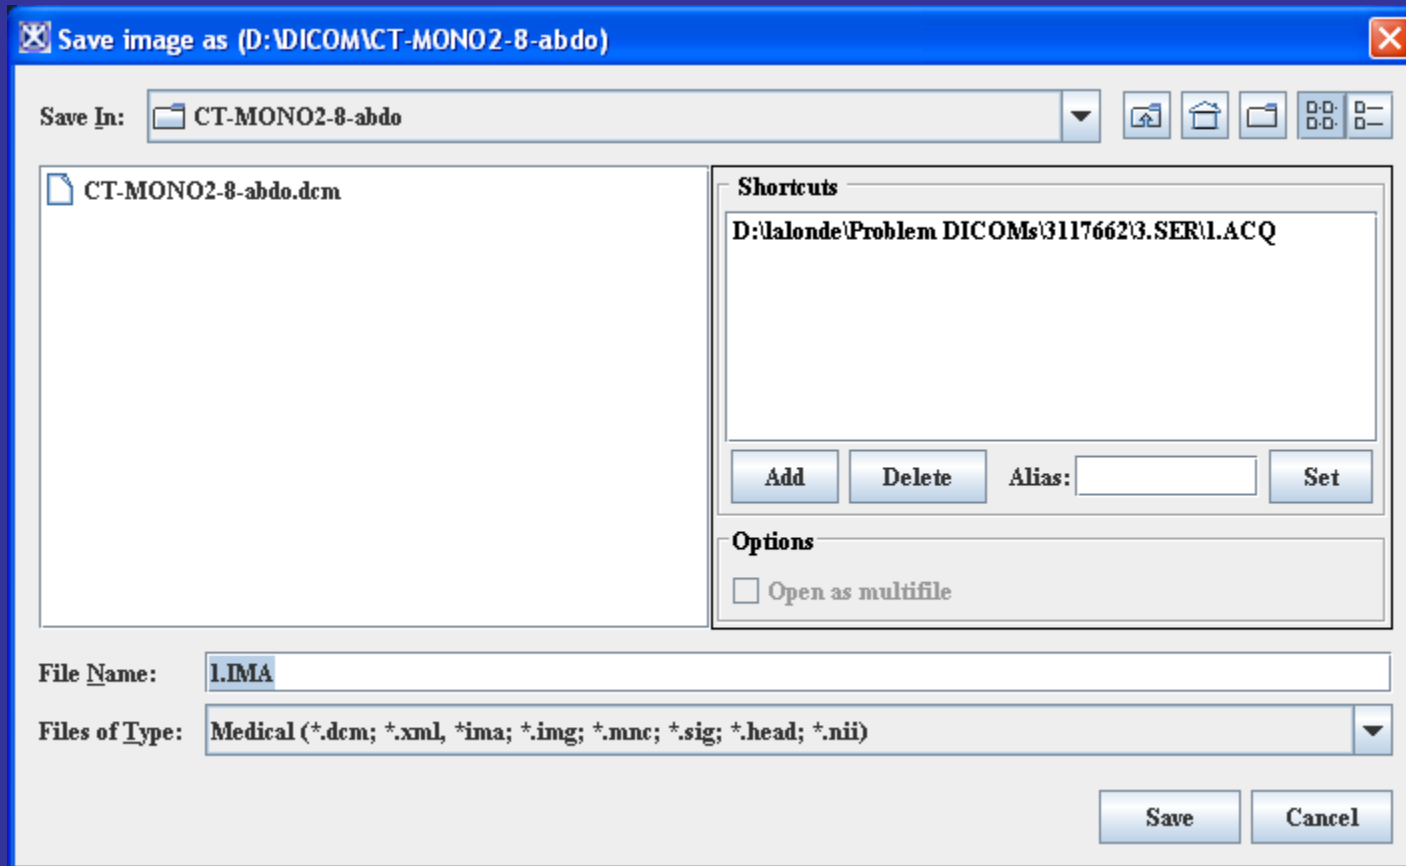 Save image as (D:\DICOM\CT-MONO2-8-abdo)
Save In: CT-MONO2-8-abdo
CT-MONO2-8-abdo.dcm
Shortcuts
D:\lalonde\Problem DICOMs\3117662\3.SER\1.ACQ
Add Delete Alias: Set
Options
Open as multifile
File Name: 1.IMA
Files of Type: Medical (*.dcm; *.xml, *ima; *.img; *.mnc; *.sig; *.head; *.nii)
Save Cancel